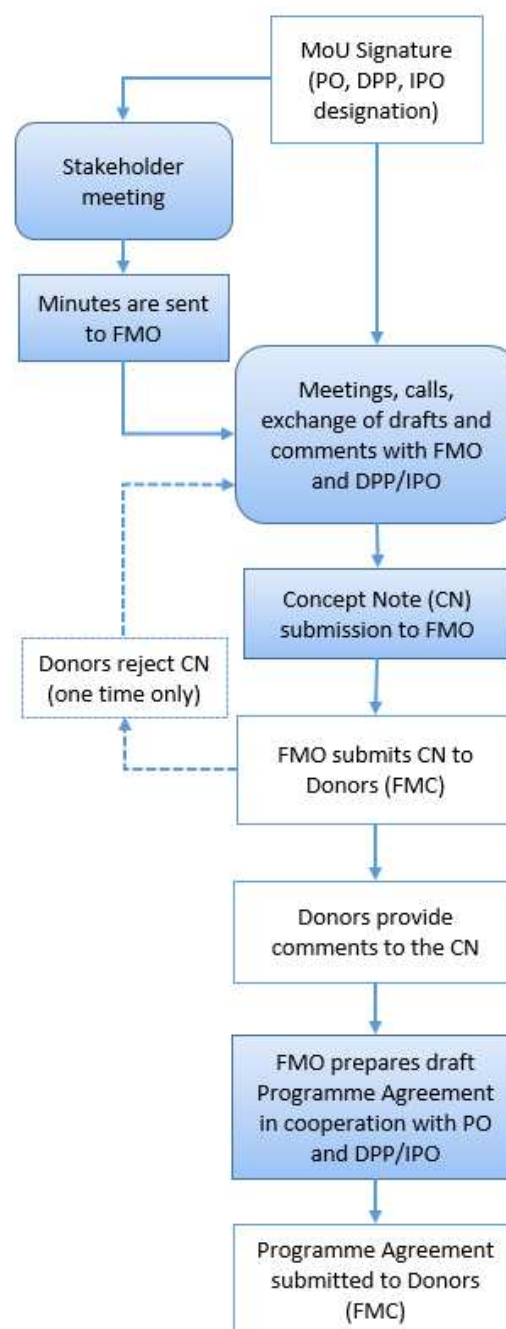 MoU Signature
(PO, DPP, IPO
designation)
Stakeholder
meeting
Minutes are sent
to FMO
Meetings, calls,
exchange of drafts and
comments with FMO
and DPP/IPO
Concept Note (CN)
submission to FMO
Donors reject CN
(one time only)
FMO submits CN to
Donors (FMC)
Donors provide
comments to the CN
FMO prepares draft
Programme Agreement
in cooperation with PO
and DPP/IPO
Programme Agreement
submitted to Donors
(FMC)